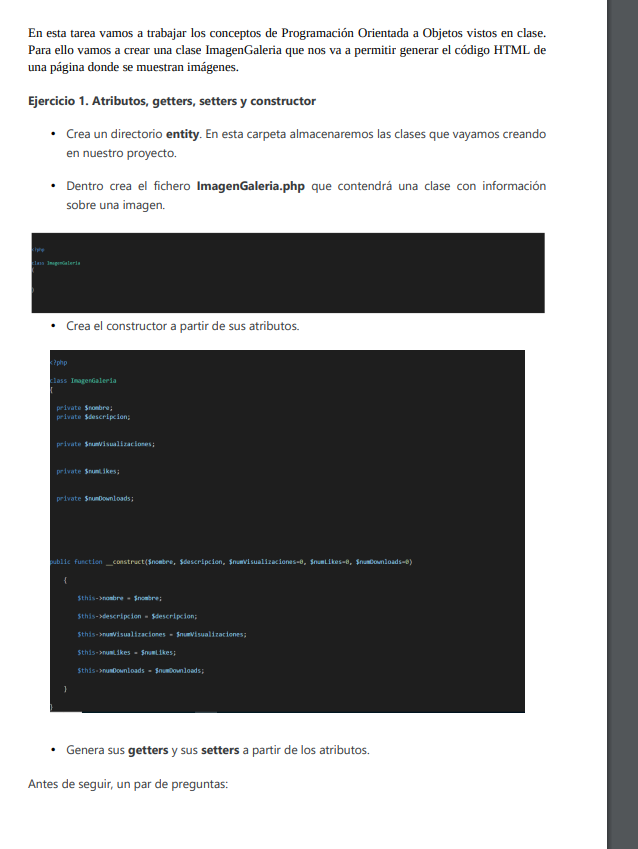 En esta tarea vamos a trabajar los conceptos de Programación Orientada a Objetos vistos en clase.
Para ello vamos a crear una clase ImagenGaleria que nos va a permitir generar el código HTML de
una página donde se muestran imágenes.
Ejercicio 1. Atributos, getters, setters y constructor
• Crea un directorio entity. En esta carpeta almacenaremos las clases que vayamos creando
en nuestro proyecto.
• Dentro crea el fichero ImagenGaleria.php que contendrá una clase con información
sobre una imagen.
<?php
class ImagenGaleria
{
}
• Crea el constructor a partir de sus atributos.
<?php
class ImagenGaleria
{
private $nombre;
private $descripcion;
private $numVisualizaciones;
private $numLikes;
private $numDownloads;
public function __construct($nombre, $descripcion, $numVisualizaciones=0, $numLikes=0, $numDownloads=0)
{
$this->nombre = $nombre;
$this->descripcion = $descripcion;
$this->numVisualizaciones = $numVisualizaciones;
$this->numLikes = $numLikes;
$this->numDownloads = $numDownloads;
}
}
• Genera sus getters y sus setters a partir de los atributos.
Antes de seguir, un par de preguntas: